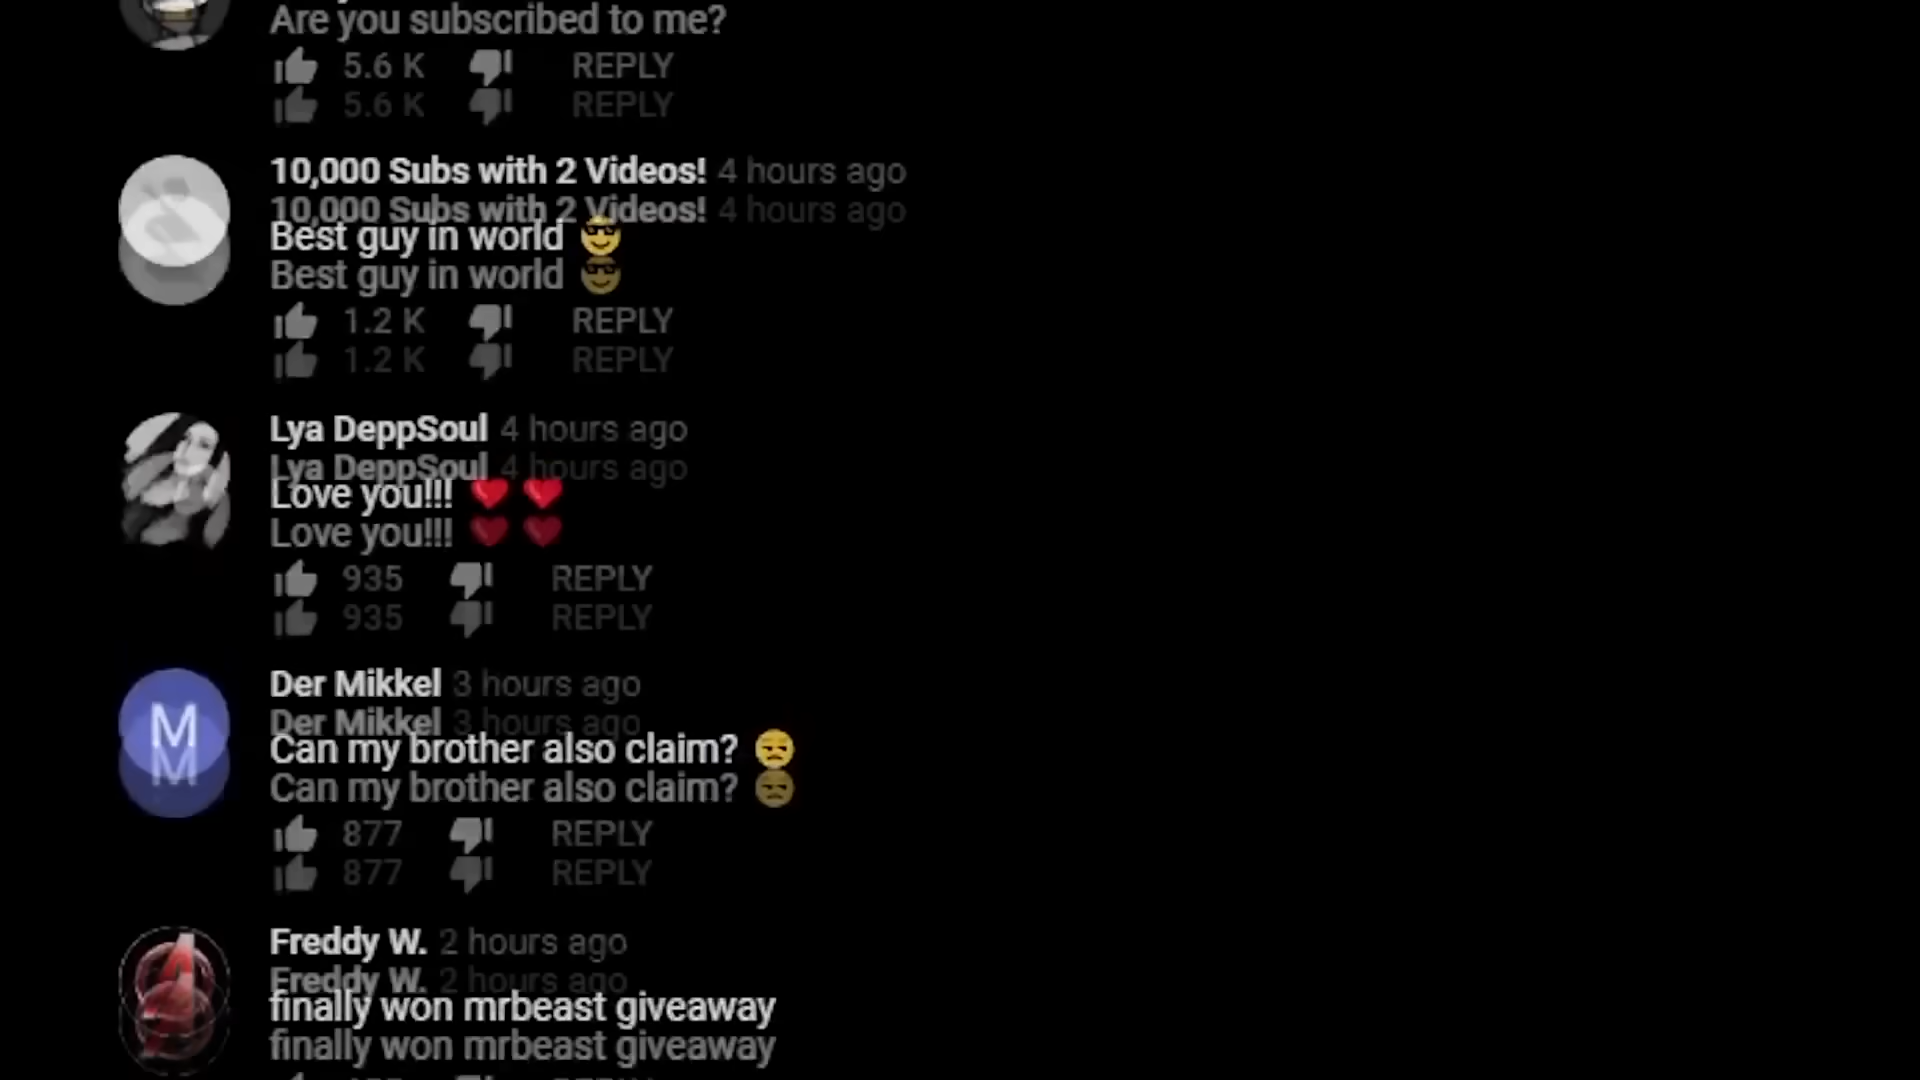 Are you subscribed to me?
5.6 K REPLY
5.6 K REPLY
10,000 Subs with 2 Videos! 4 hours ago
10,000 Subs with 2 Videos! 4 hours ago
Best guy in world
Best guy in world
1.2 K REPLY
1.2 K REPLY
Lya DeppSoul 4 hours ago
Lya DeppSoul 4 hours ago
Love you!!!
Love you!!!
935 REPLY
935 REPLY
M
M
Der Mikkel 3 hours ago
Der Mikkel 3 hours ago
Can my brother also claim?
Can my brother also claim?
877 REPLY
877 REPLY
Freddy W. 2 hours ago
Freddy W. 2 hours ago
finally won mrbeast giveaway
finally won mrbeast giveaway